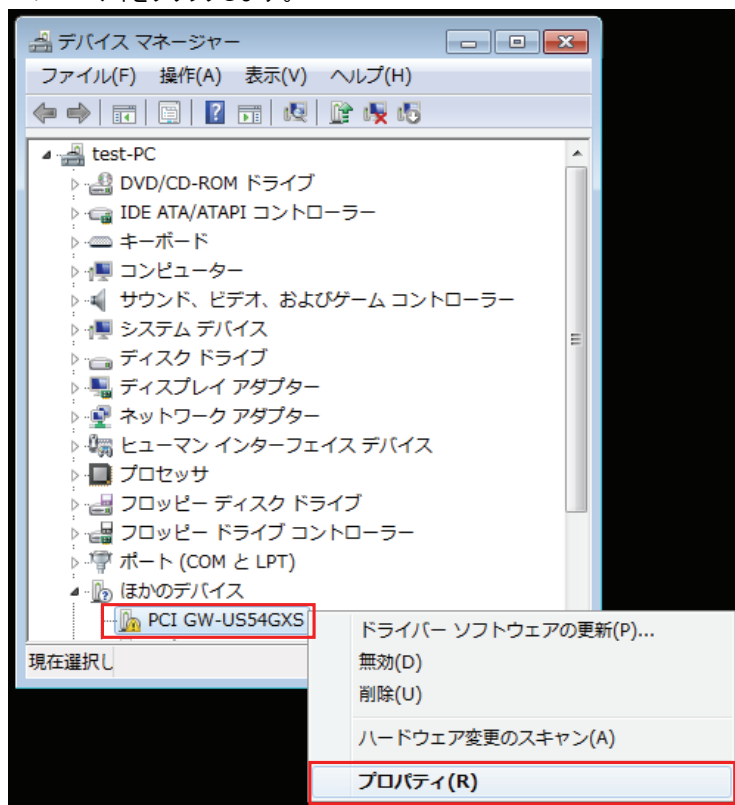 デバイス マネージャー
ファイル(F) 操作(A) 表示(V) ヘルプ(H)
test-PC
DVD/CD-ROM ドライブ
IDE ATA/ATAPI コントローラー
キーボード
コンピューター
サウンド、ビデオ、およびゲーム コントローラー
システム デバイス
ディスク ドライブ
ディスプレイ アダプター
ネットワーク アダプター
ヒューマン インターフェイス デバイス
プロセッサ
フロッピー ディスク ドライブ
フロッピー ドライブ コントローラー
ポート (COM と LPT)
ほかのデバイス
PCI GW-US54GXS
ドライバー ソフトウェアの更新(P)...
現在選択し
無効(D)
削除(U)
ハードウェア変更のスキャン(A)
プロパティ(R)